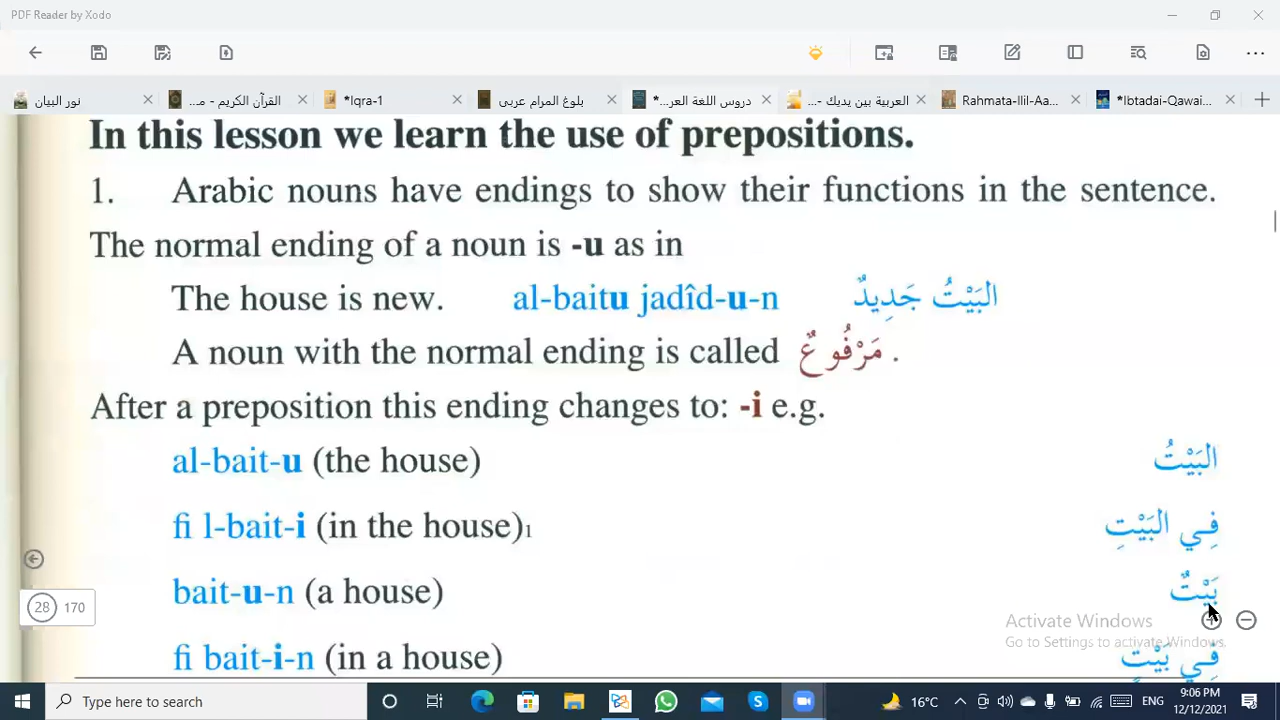 PDF Reader by Xodo
نور البيان
القرآن الكريم - مـ...
*Iqra-1
بلوغ المرام عربى
دروس اللغة العر...*
العربية بين يديك -...
Rahmata-Ilil-Aa...
*Ibtadai-Qawai...
In this lesson we learn the use of prepositions.
1. Arabic nouns have endings to show their functions in the sentence.
The normal ending of a noun is -u as in
The house is new. al-baitu jadîd-u-n البَيْتُ جَدِيدٌ
A noun with the normal ending is called مَرْفُوعٌ .
After a preposition this ending changes to: -i e.g.
al-bait-u (the house) البَيْتُ
fi l-bait-i (in the house)1 فِي البَيْتِ
bait-u-n (a house) بَيْتٌ
fi bait-i-n (in a house) فِي بَيْتٍ
28 170
Activate Windows
Go to Settings to activate Windows.
Type here to search
16°C
ENG
9:06 PM
12/12/2021